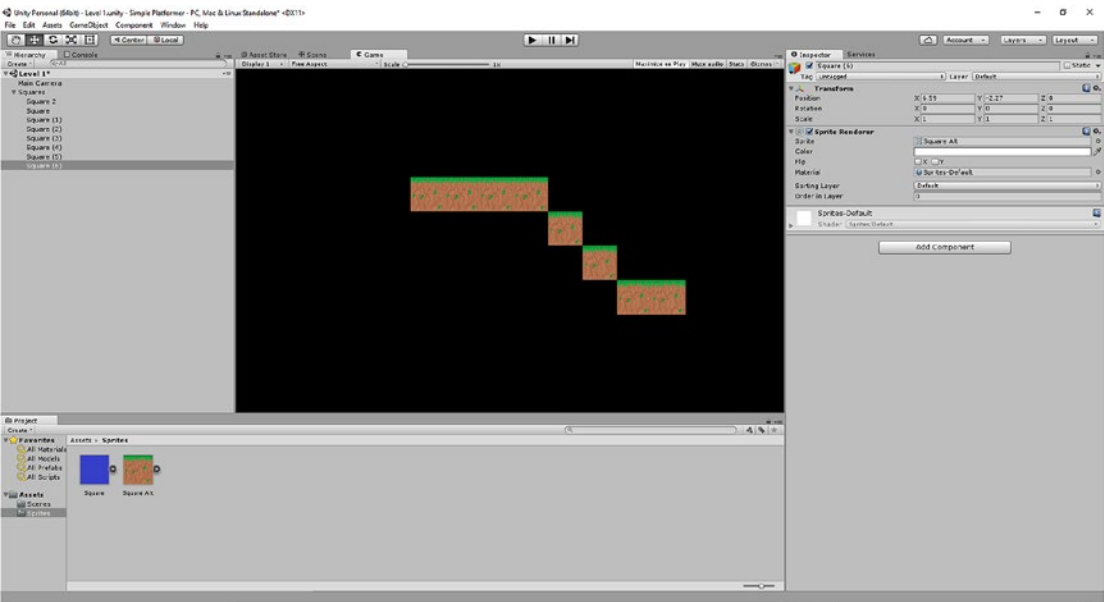 Unity Personal (64bit) - Level 1.unity - Simple Platformer - PC, Mac & Linux Standalone* <DX11>
File Edit Assets GameObject Component Window Help
Center Local
Account Layers Layout
Hierarchy Console
Create All
Level 1*
Main Camera
Squares
Square 2
Square
Square (1)
Square (2)
Square (3)
Square (4)
Square (5)
Square (6)
Asset Store Scene Game
Display 1 Free Aspect Scale 1x Maximize on Play Mute audio Stats Gizmos
Inspector Services
Square (6) Static
Tag Untagged Layer Default
Transform
Position X 6.59 Y -2.27 Z 0
Rotation X 0 Y 0 Z 0
Scale X 1 Y 1 Z 1
Sprite Renderer
Sprite Square Alt
Color
Flip X Y
Material Sprites-Default
Sorting Layer Default
Order in Layer 0
Sprites-Default
Shader Sprites/Default
Add Component
Project
Create
Favorites
All Materials
All Models
All Prefabs
All Scripts
Assets
Scenes
Sprites
Assets Sprites
Square Square Alt